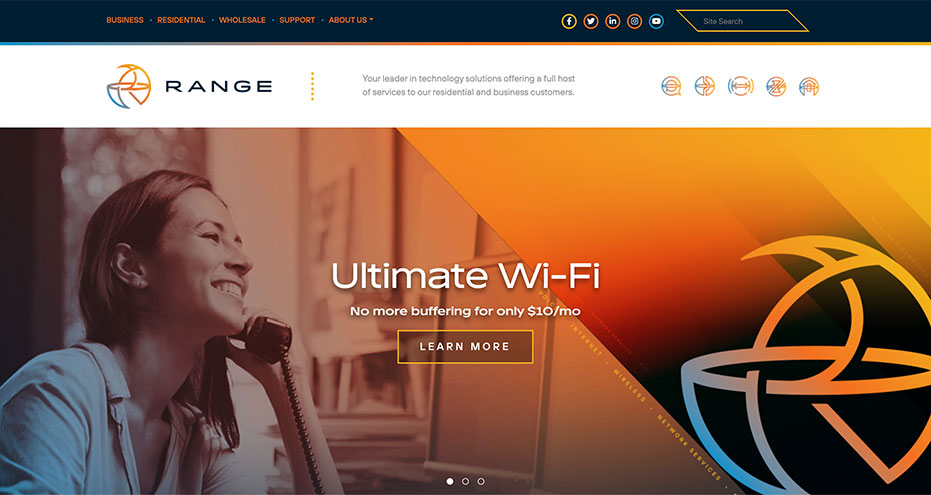 BUSINESS • RESIDENTIAL • WHOLESALE • SUPPORT • ABOUT US
Site Search
RANGE
Your leader in technology solutions offering a full host
of services to our residential and business customers.
Ultimate Wi-Fi
No more buffering for only $10/mo
LEARN MORE
VOICE • INTERNET • WIRELESS • NETWORK SERVICES •